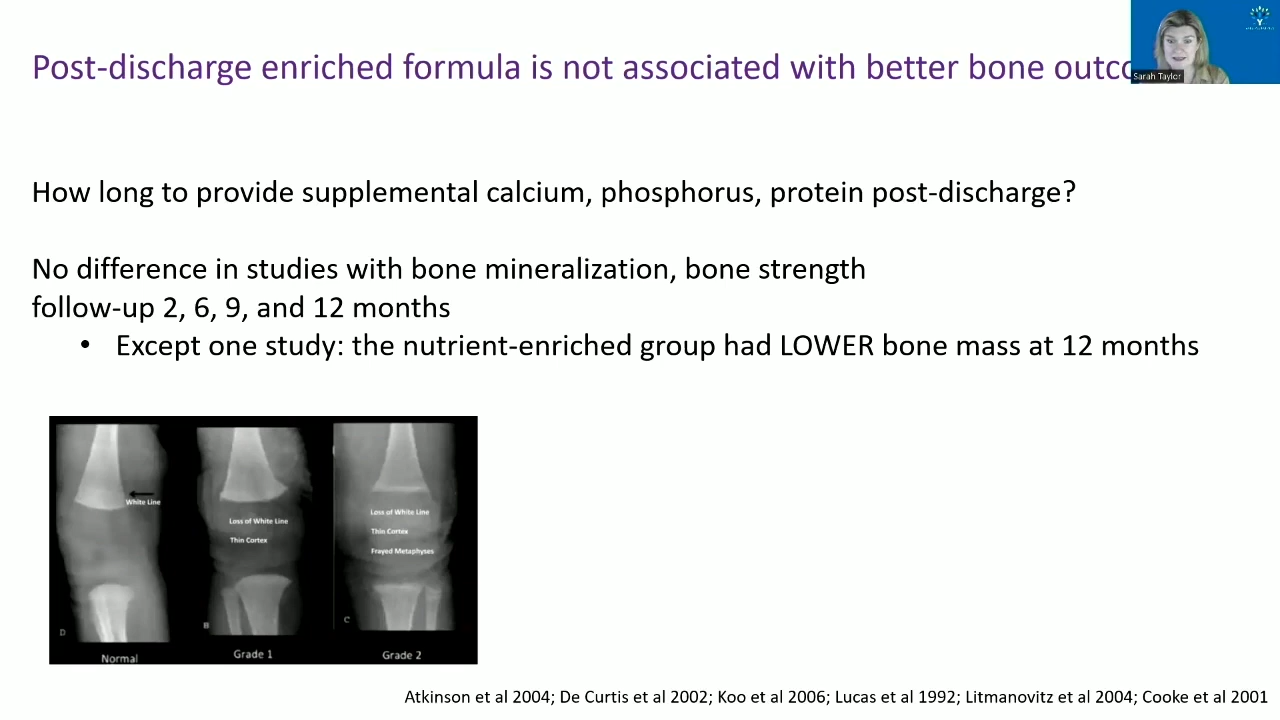 Post-discharge enriched formula is not associated with better bone outc
Sarah Taylor
How long to provide supplemental calcium, phosphorus, protein post-discharge?
No difference in studies with bone mineralization, bone strength
follow-up 2, 6, 9, and 12 months
• Except one study: the nutrient-enriched group had LOWER bone mass at 12 months
White Line
Loss of White Line
Thin Cortex
Loss of White Line
Thin Cortex
Frayed Metaphyses
D
B
C
Normal
Grade 1
Grade 2
Atkinson et al 2004; De Curtis et al 2002; Koo et al 2006; Lucas et al 1992; Litmanovitz et al 2004; Cooke et al 2001